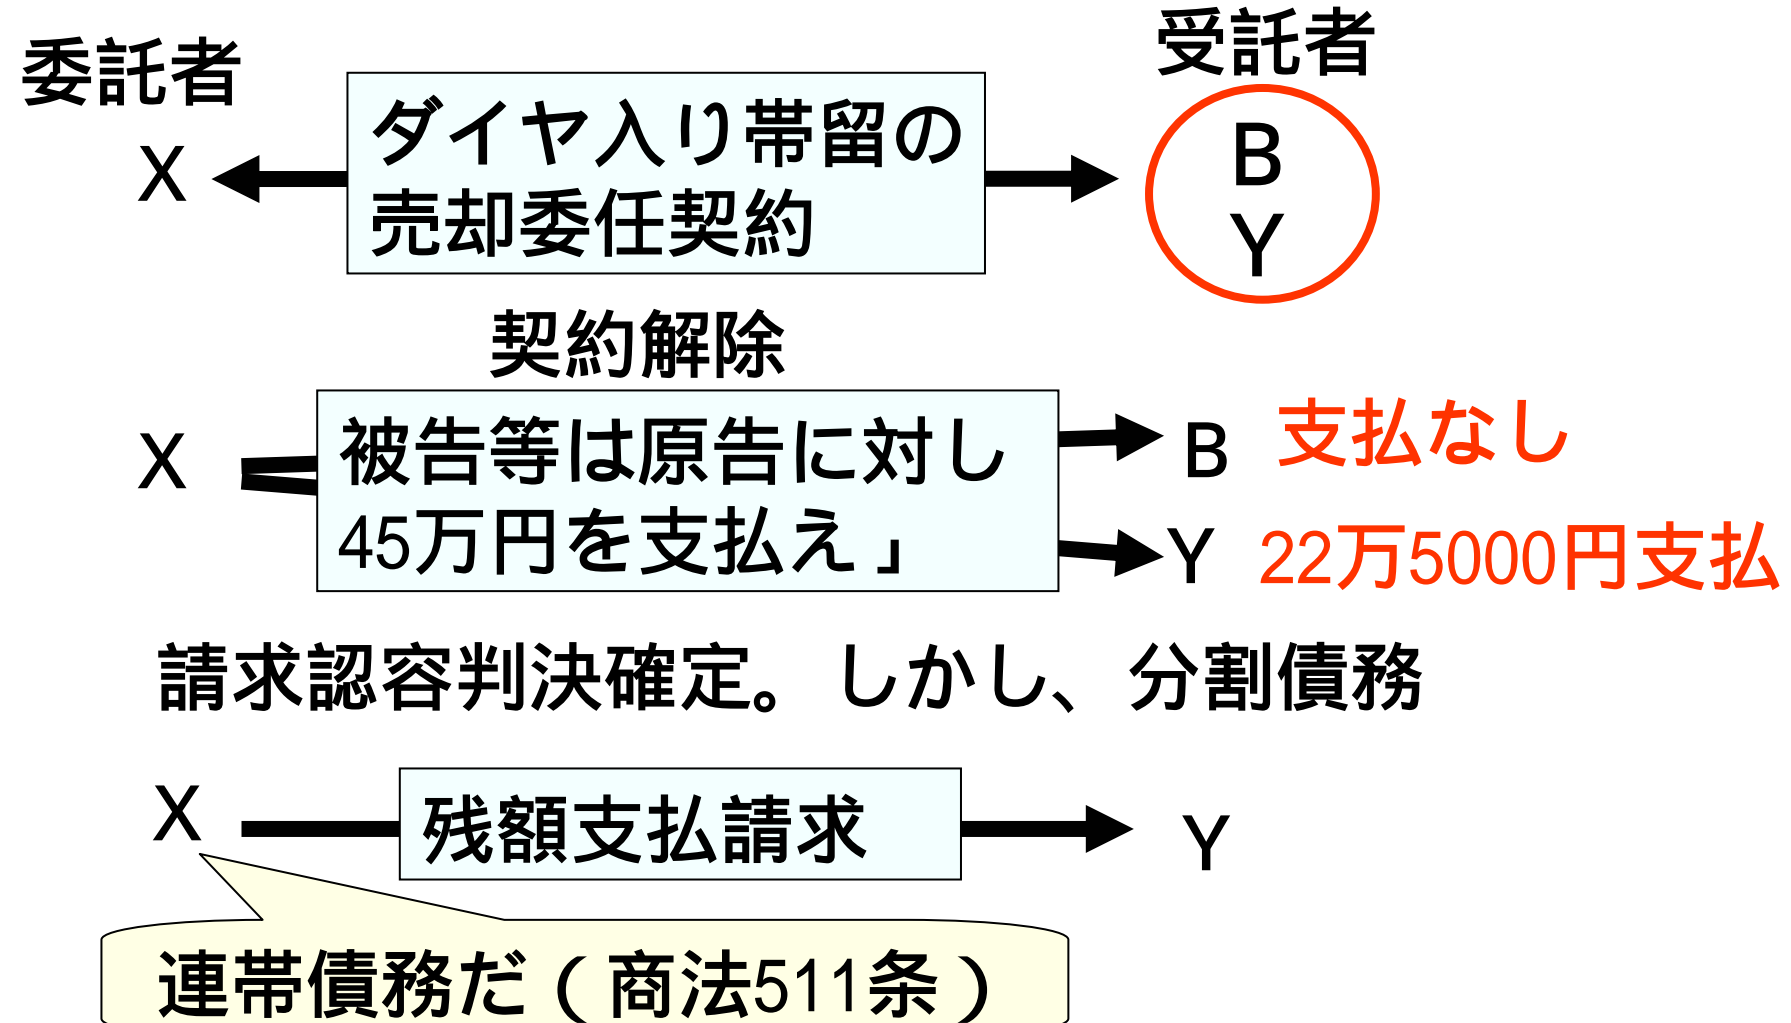 委託者
受託者
X
ダイヤ入り帯留の
売却委任契約
B
Y
契約解除
X
被告等は原告に対し
45万円を支払え」
B
支払なし
Y
22万5000円支払
請求認容判決確定。しかし、分割債務
X
残額支払請求
Y
連帯債務だ(商法511条)